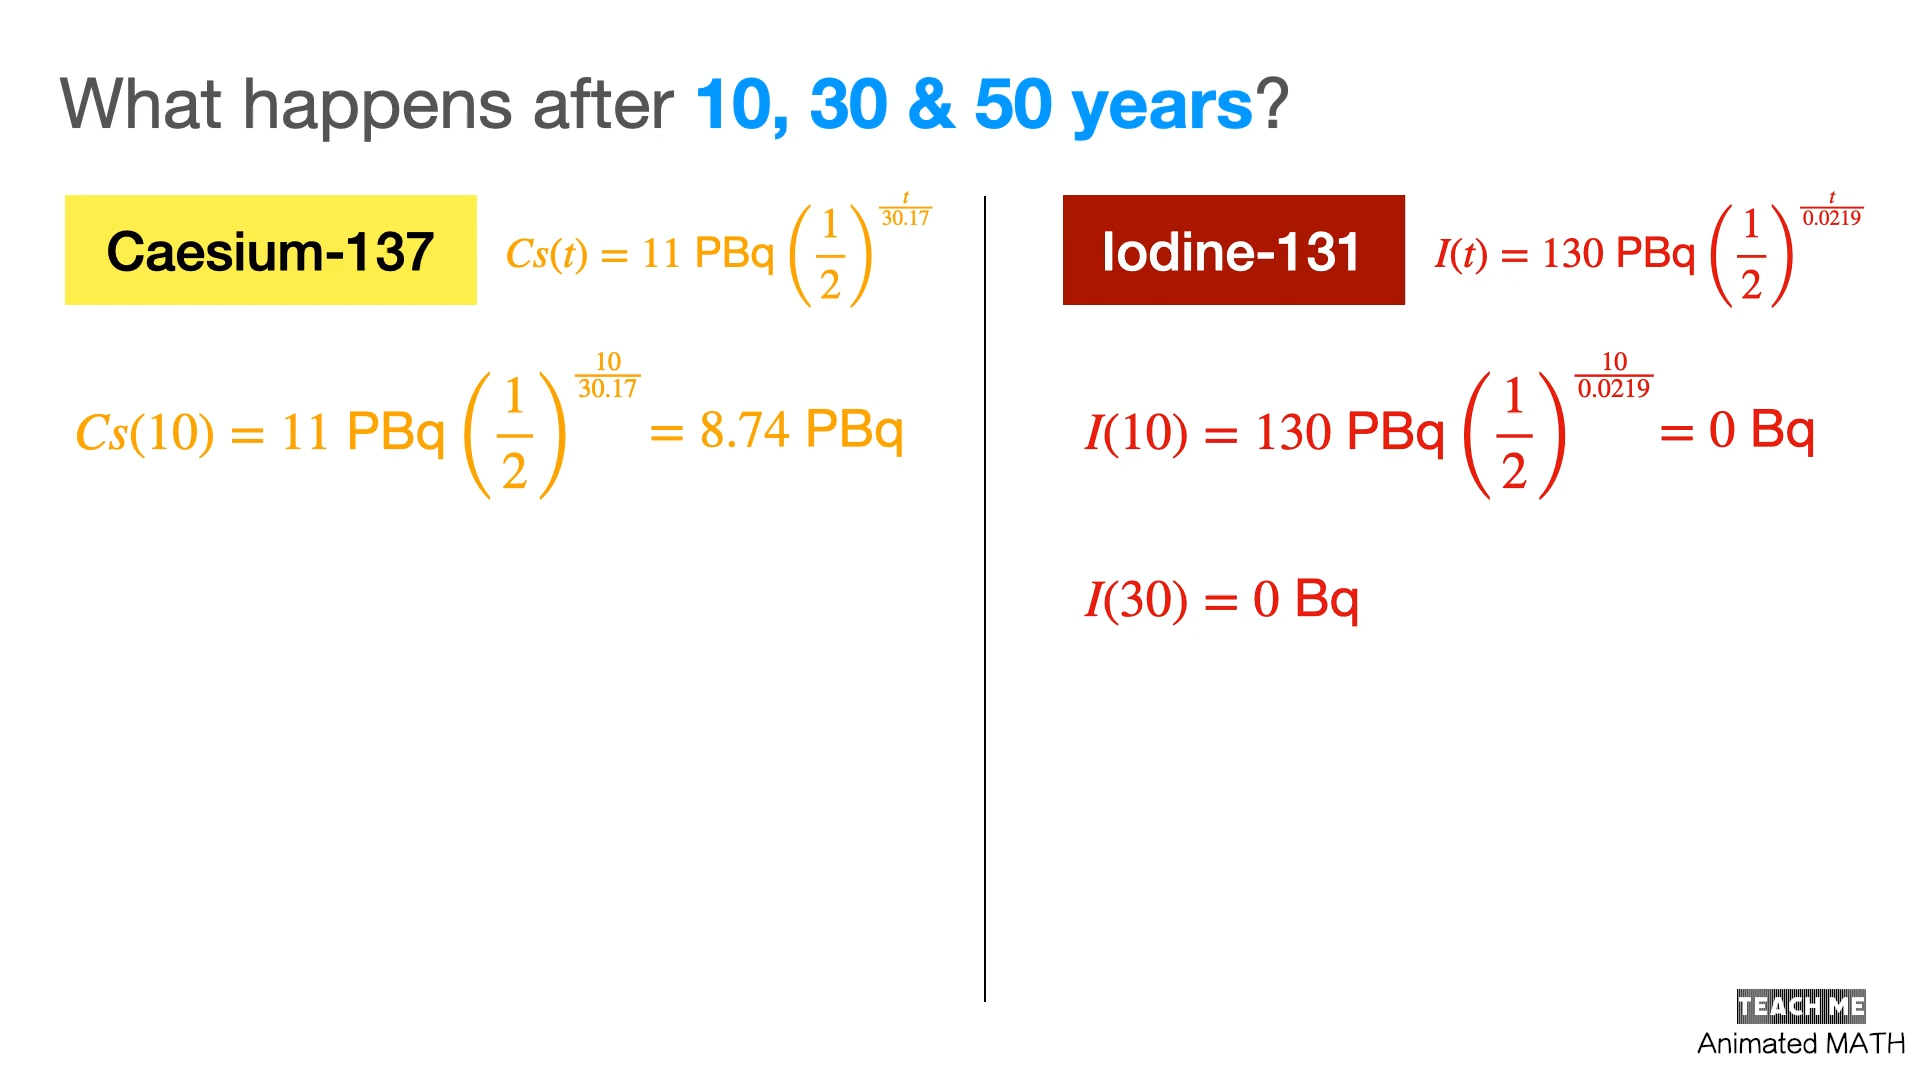 What happens after 10, 30 & 50 years?
Caesium-137
Cs(t) = 11 PBq (1/2)^(t/30.17)
Cs(10) = 11 PBq (1/2)^(10/30.17) = 8.74 PBq
Iodine-131
I(t) = 130 PBq (1/2)^(t/0.0219)
I(10) = 130 PBq (1/2)^(10/0.0219) = 0 Bq
I(30) = 0 Bq
TEACH ME
Animated MATH